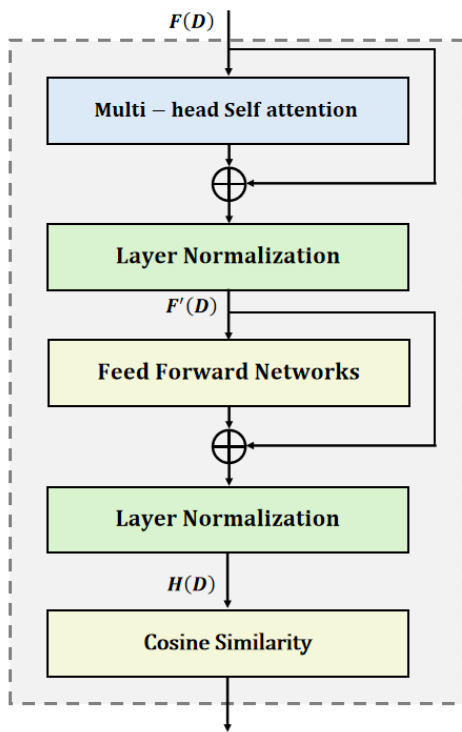 F(D)
Multi − head Self attention
Layer Normalization
F′(D)
Feed Forward Networks
Layer Normalization
H(D)
Cosine Similarity